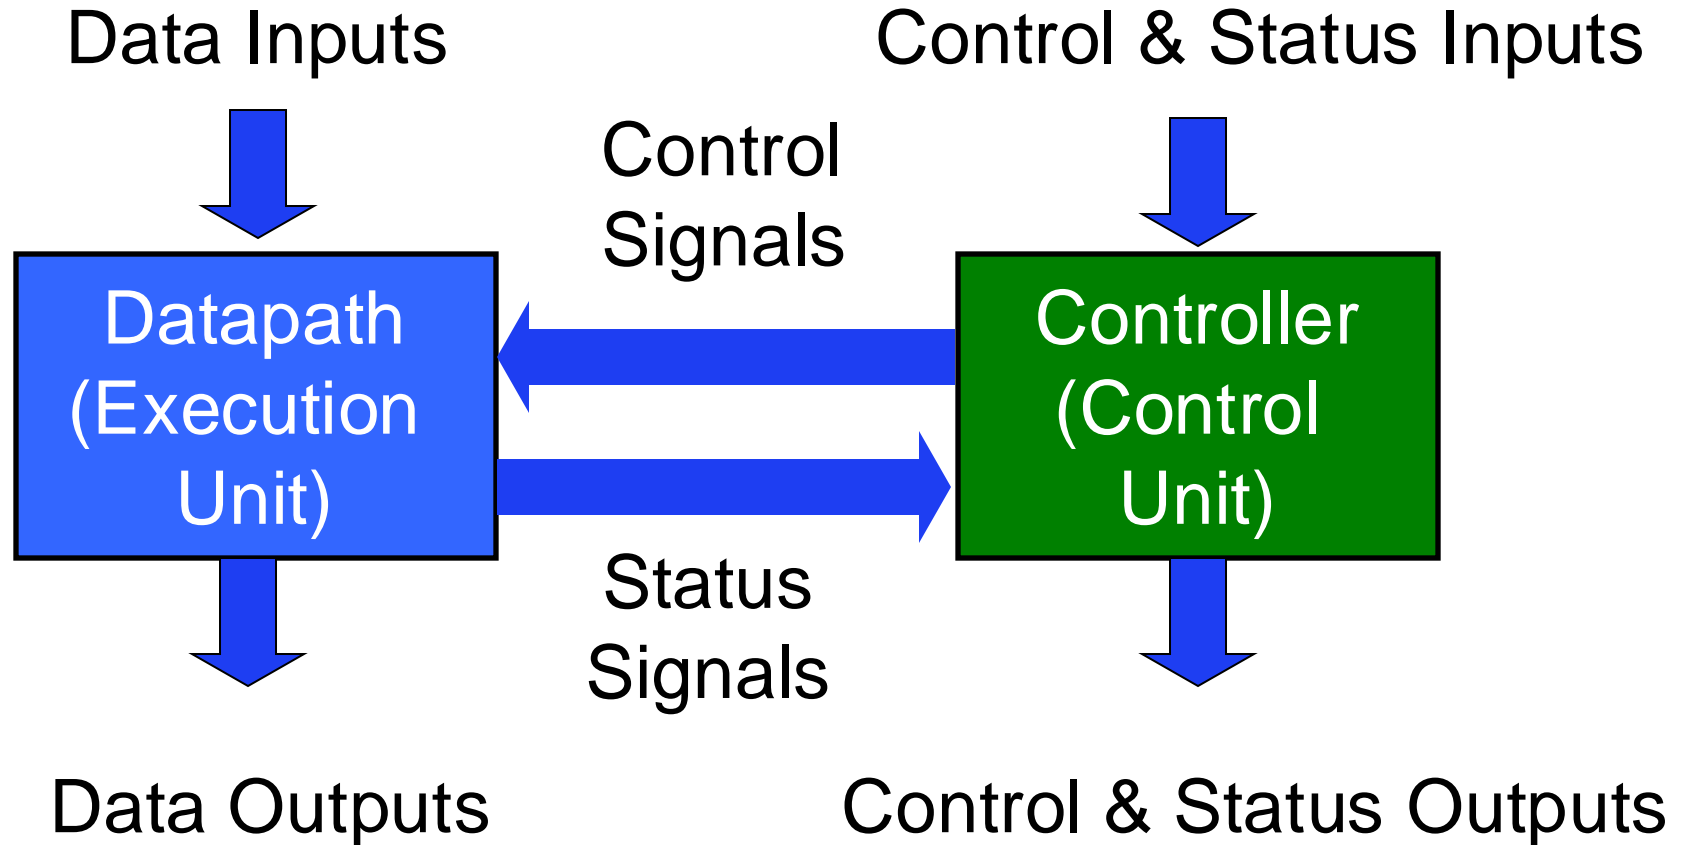 Data Inputs
Control & Status Inputs
Control
Signals
Datapath
(Execution
Unit)
Controller
(Control
Unit)
Status
Signals
Data Outputs
Control & Status Outputs